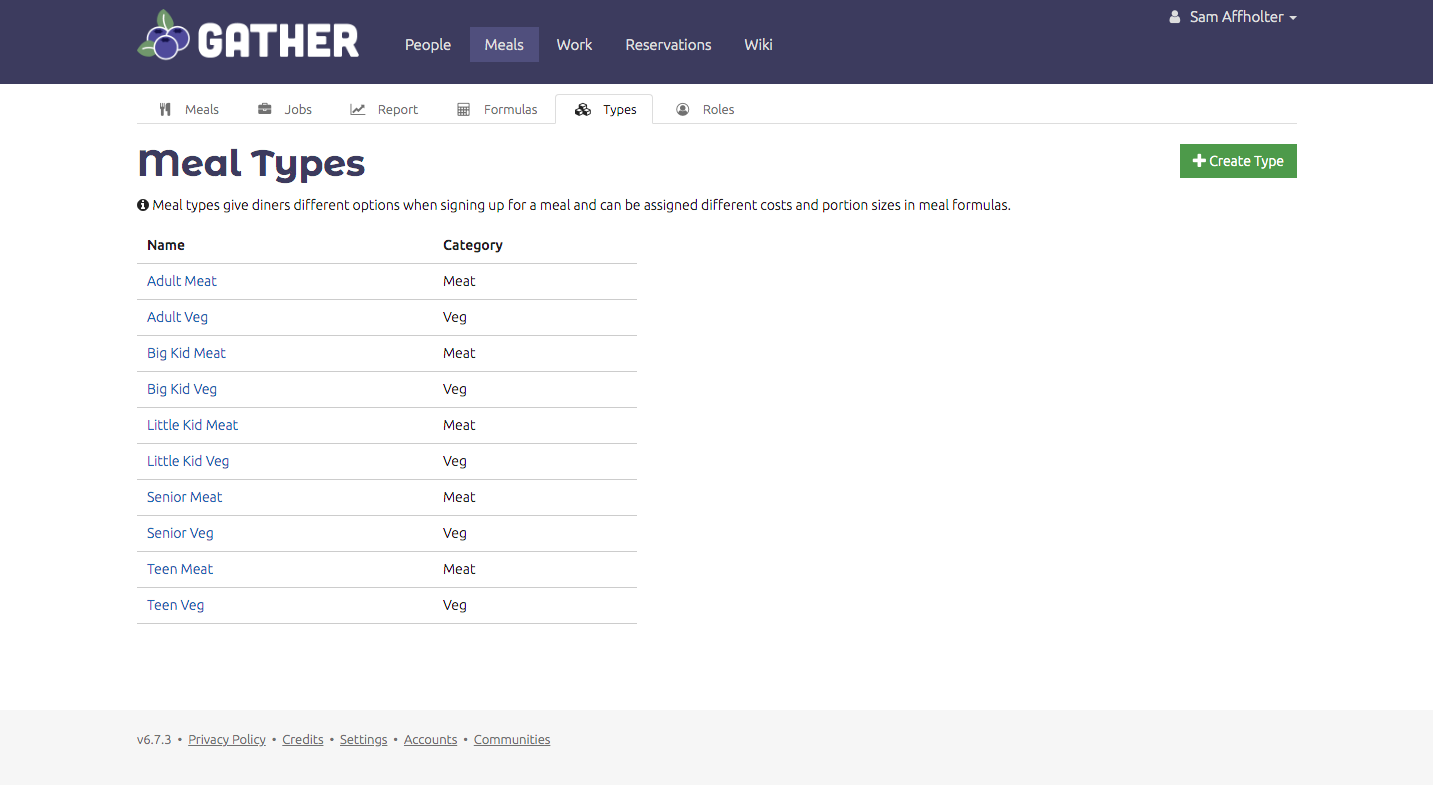 Sam Affholter
GATHER
People Meals Work Reservations Wiki
Meals Jobs Report Formulas Types Roles
Meal Types
Create Type
Meal types give diners different options when signing up for a meal and can be assigned different costs and portion sizes in meal formulas.
Name Category
Adult Meat Meat
Adult Veg Veg
Big Kid Meat Meat
Big Kid Veg Veg
Little Kid Meat Meat
Little Kid Veg Veg
Senior Meat Meat
Senior Veg Veg
Teen Meat Meat
Teen Veg Veg
v6.7.3 • Privacy Policy • Credits • Settings • Accounts • Communities